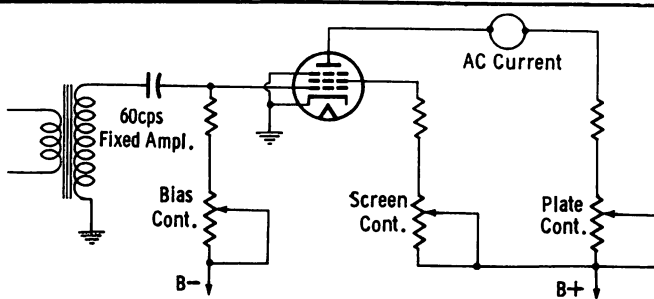 AC Current
60cps
Fixed Ampl.
Bias
Cont.
Screen
Cont.
Plate
Cont.
B−
B+